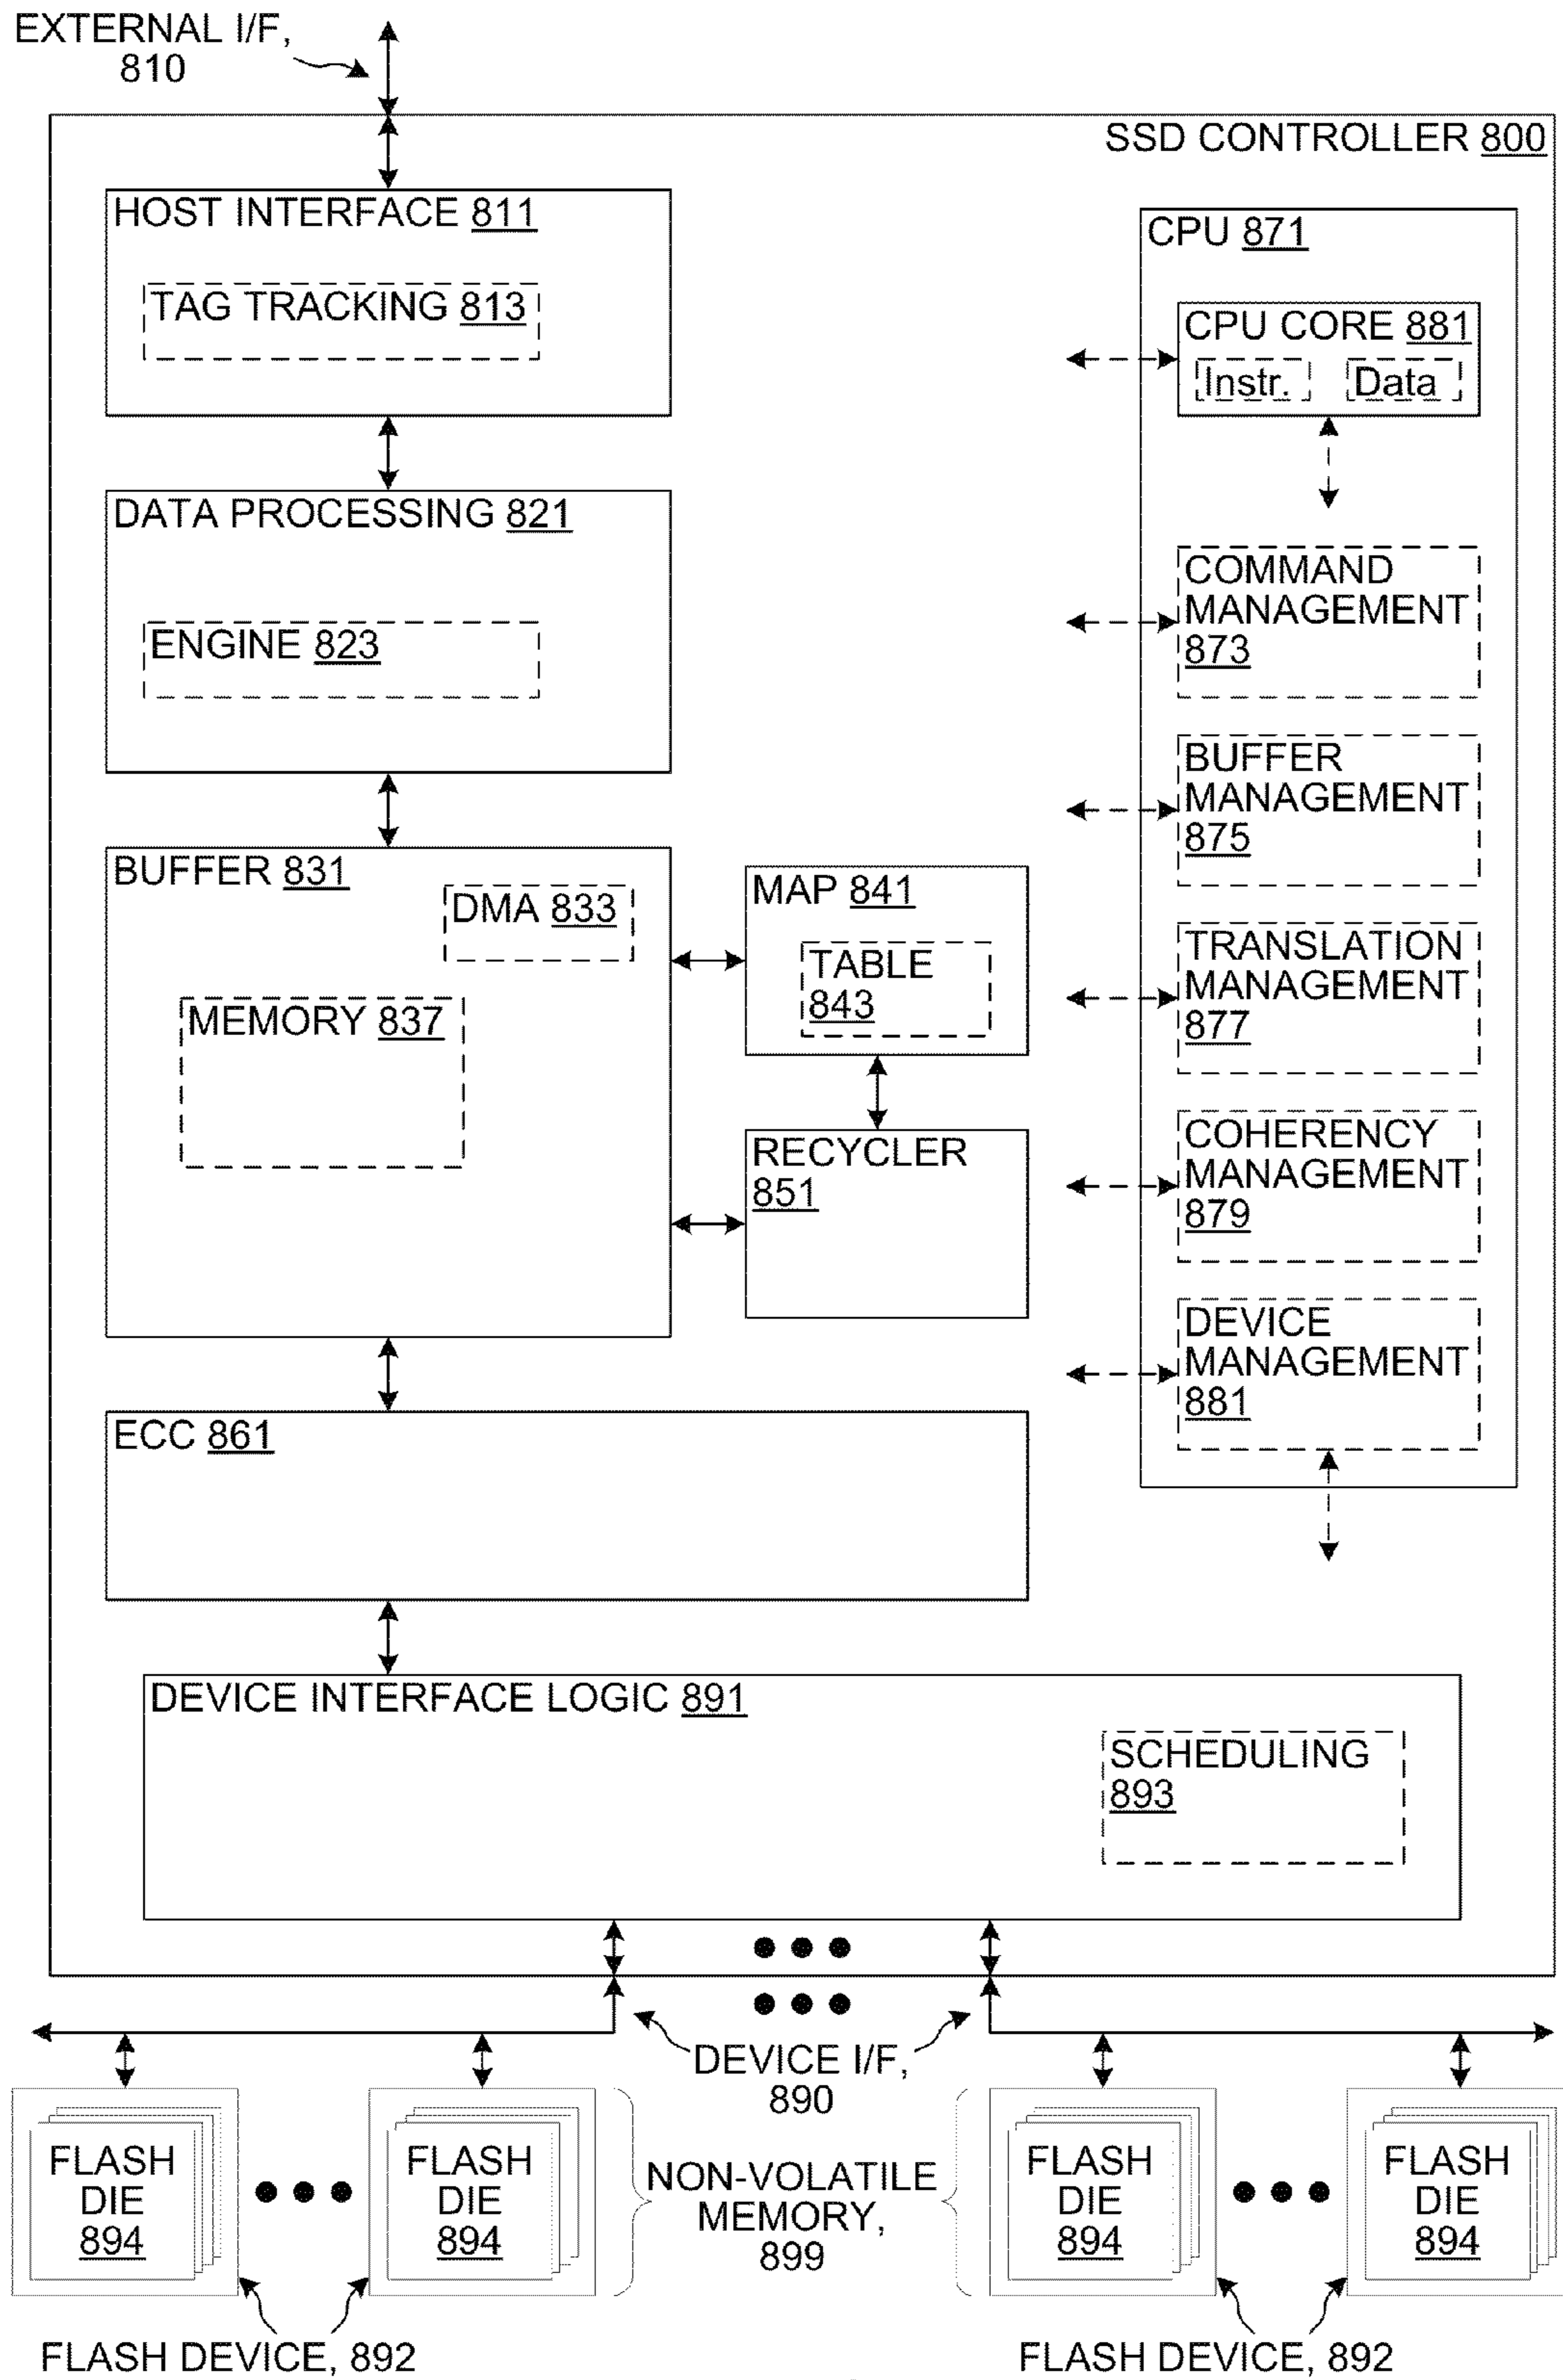 EXTERNAL I/F,
810
SSD CONTROLLER 800
HOST INTERFACE 811
TAG TRACKING 813
DATA PROCESSING 821
ENGINE 823
BUFFER 831
DMA 833
MEMORY 837
MAP 841
TABLE
843
RECYCLER
851
CPU 871
CPU CORE 881
Instr. Data
COMMAND
MANAGEMENT
873
BUFFER
MANAGEMENT
875
TRANSLATION
MANAGEMENT
877
COHERENCY
MANAGEMENT
879
DEVICE
MANAGEMENT
881
ECC 861
DEVICE INTERFACE LOGIC 891
SCHEDULING
893
DEVICE I/F,
890
FLASH
DIE
894
FLASH
DIE
894
NON-VOLATILE
MEMORY,
899
FLASH
DIE
894
FLASH
DIE
894
FLASH DEVICE, 892
FLASH DEVICE, 892